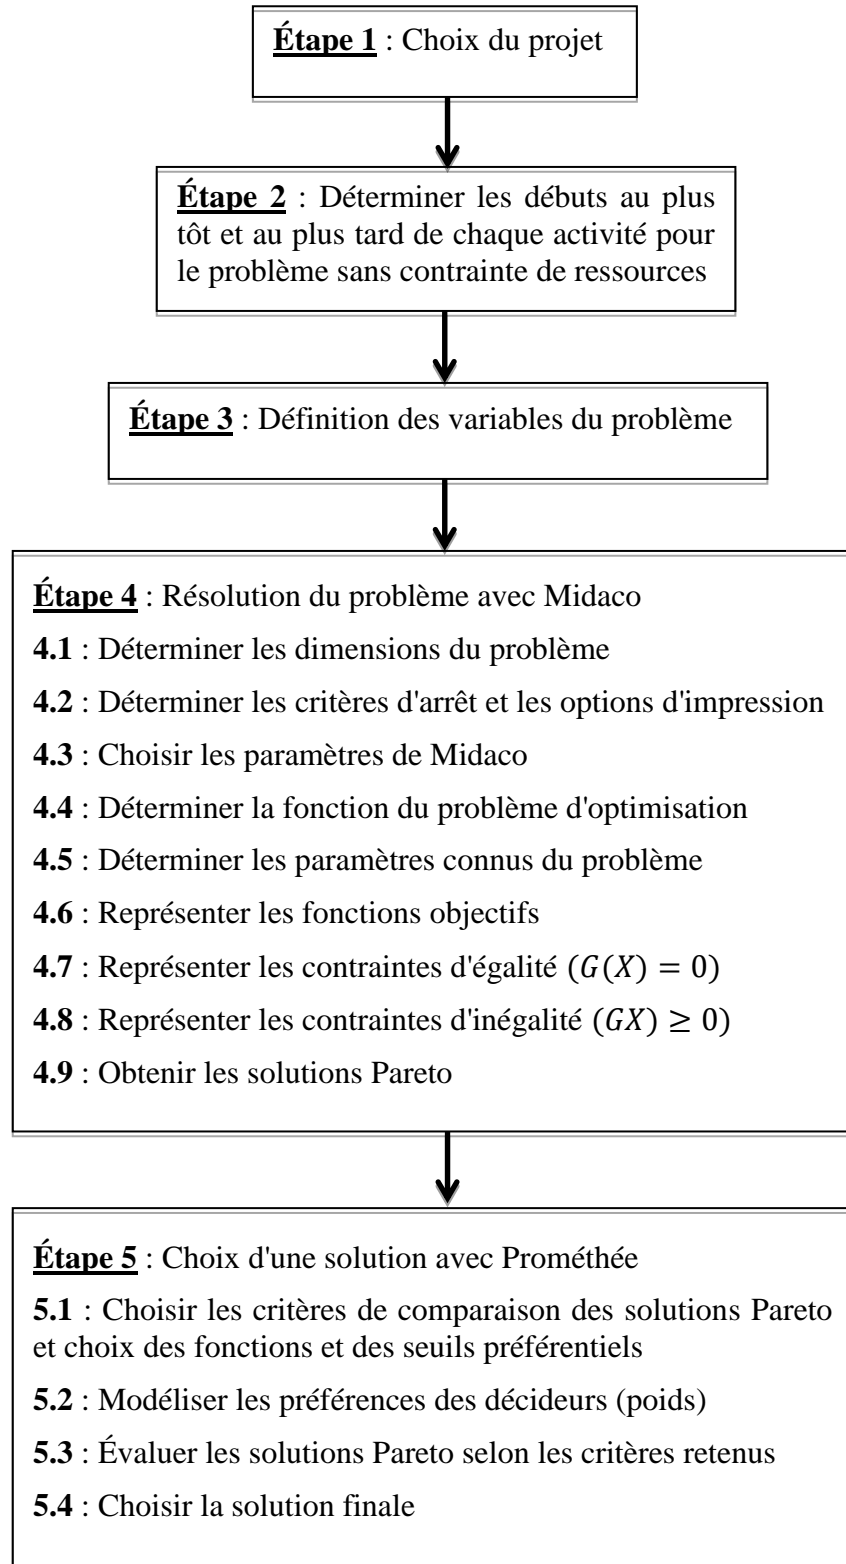 Étape 1 : Choix du projet
Étape 2 : Déterminer les débuts au plus
tôt et au plus tard de chaque activité pour
le problème sans contrainte de ressources
Étape 3 : Définition des variables du problème
Étape 4 : Résolution du problème avec Midaco
4.1 : Déterminer les dimensions du problème
4.2 : Déterminer les critères d'arrêt et les options d'impression
4.3 : Choisir les paramètres de Midaco
4.4 : Déterminer la fonction du problème d'optimisation
4.5 : Déterminer les paramètres connus du problème
4.6 : Représenter les fonctions objectifs
4.7 : Représenter les contraintes d'égalité (G(X) = 0)
4.8 : Représenter les contraintes d'inégalité (GX) ≥ 0)
4.9 : Obtenir les solutions Pareto
Étape 5 : Choix d'une solution avec Prométhée
5.1 : Choisir les critères de comparaison des solutions Pareto
et choix des fonctions et des seuils préférentiels
5.2 : Modéliser les préférences des décideurs (poids)
5.3 : Évaluer les solutions Pareto selon les critères retenus
5.4 : Choisir la solution finale